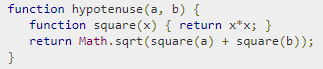 function hypotenuse(a, b) {
   function square(x) { return x*x; }
   return Math.sqrt(square(a) + square(b));
}